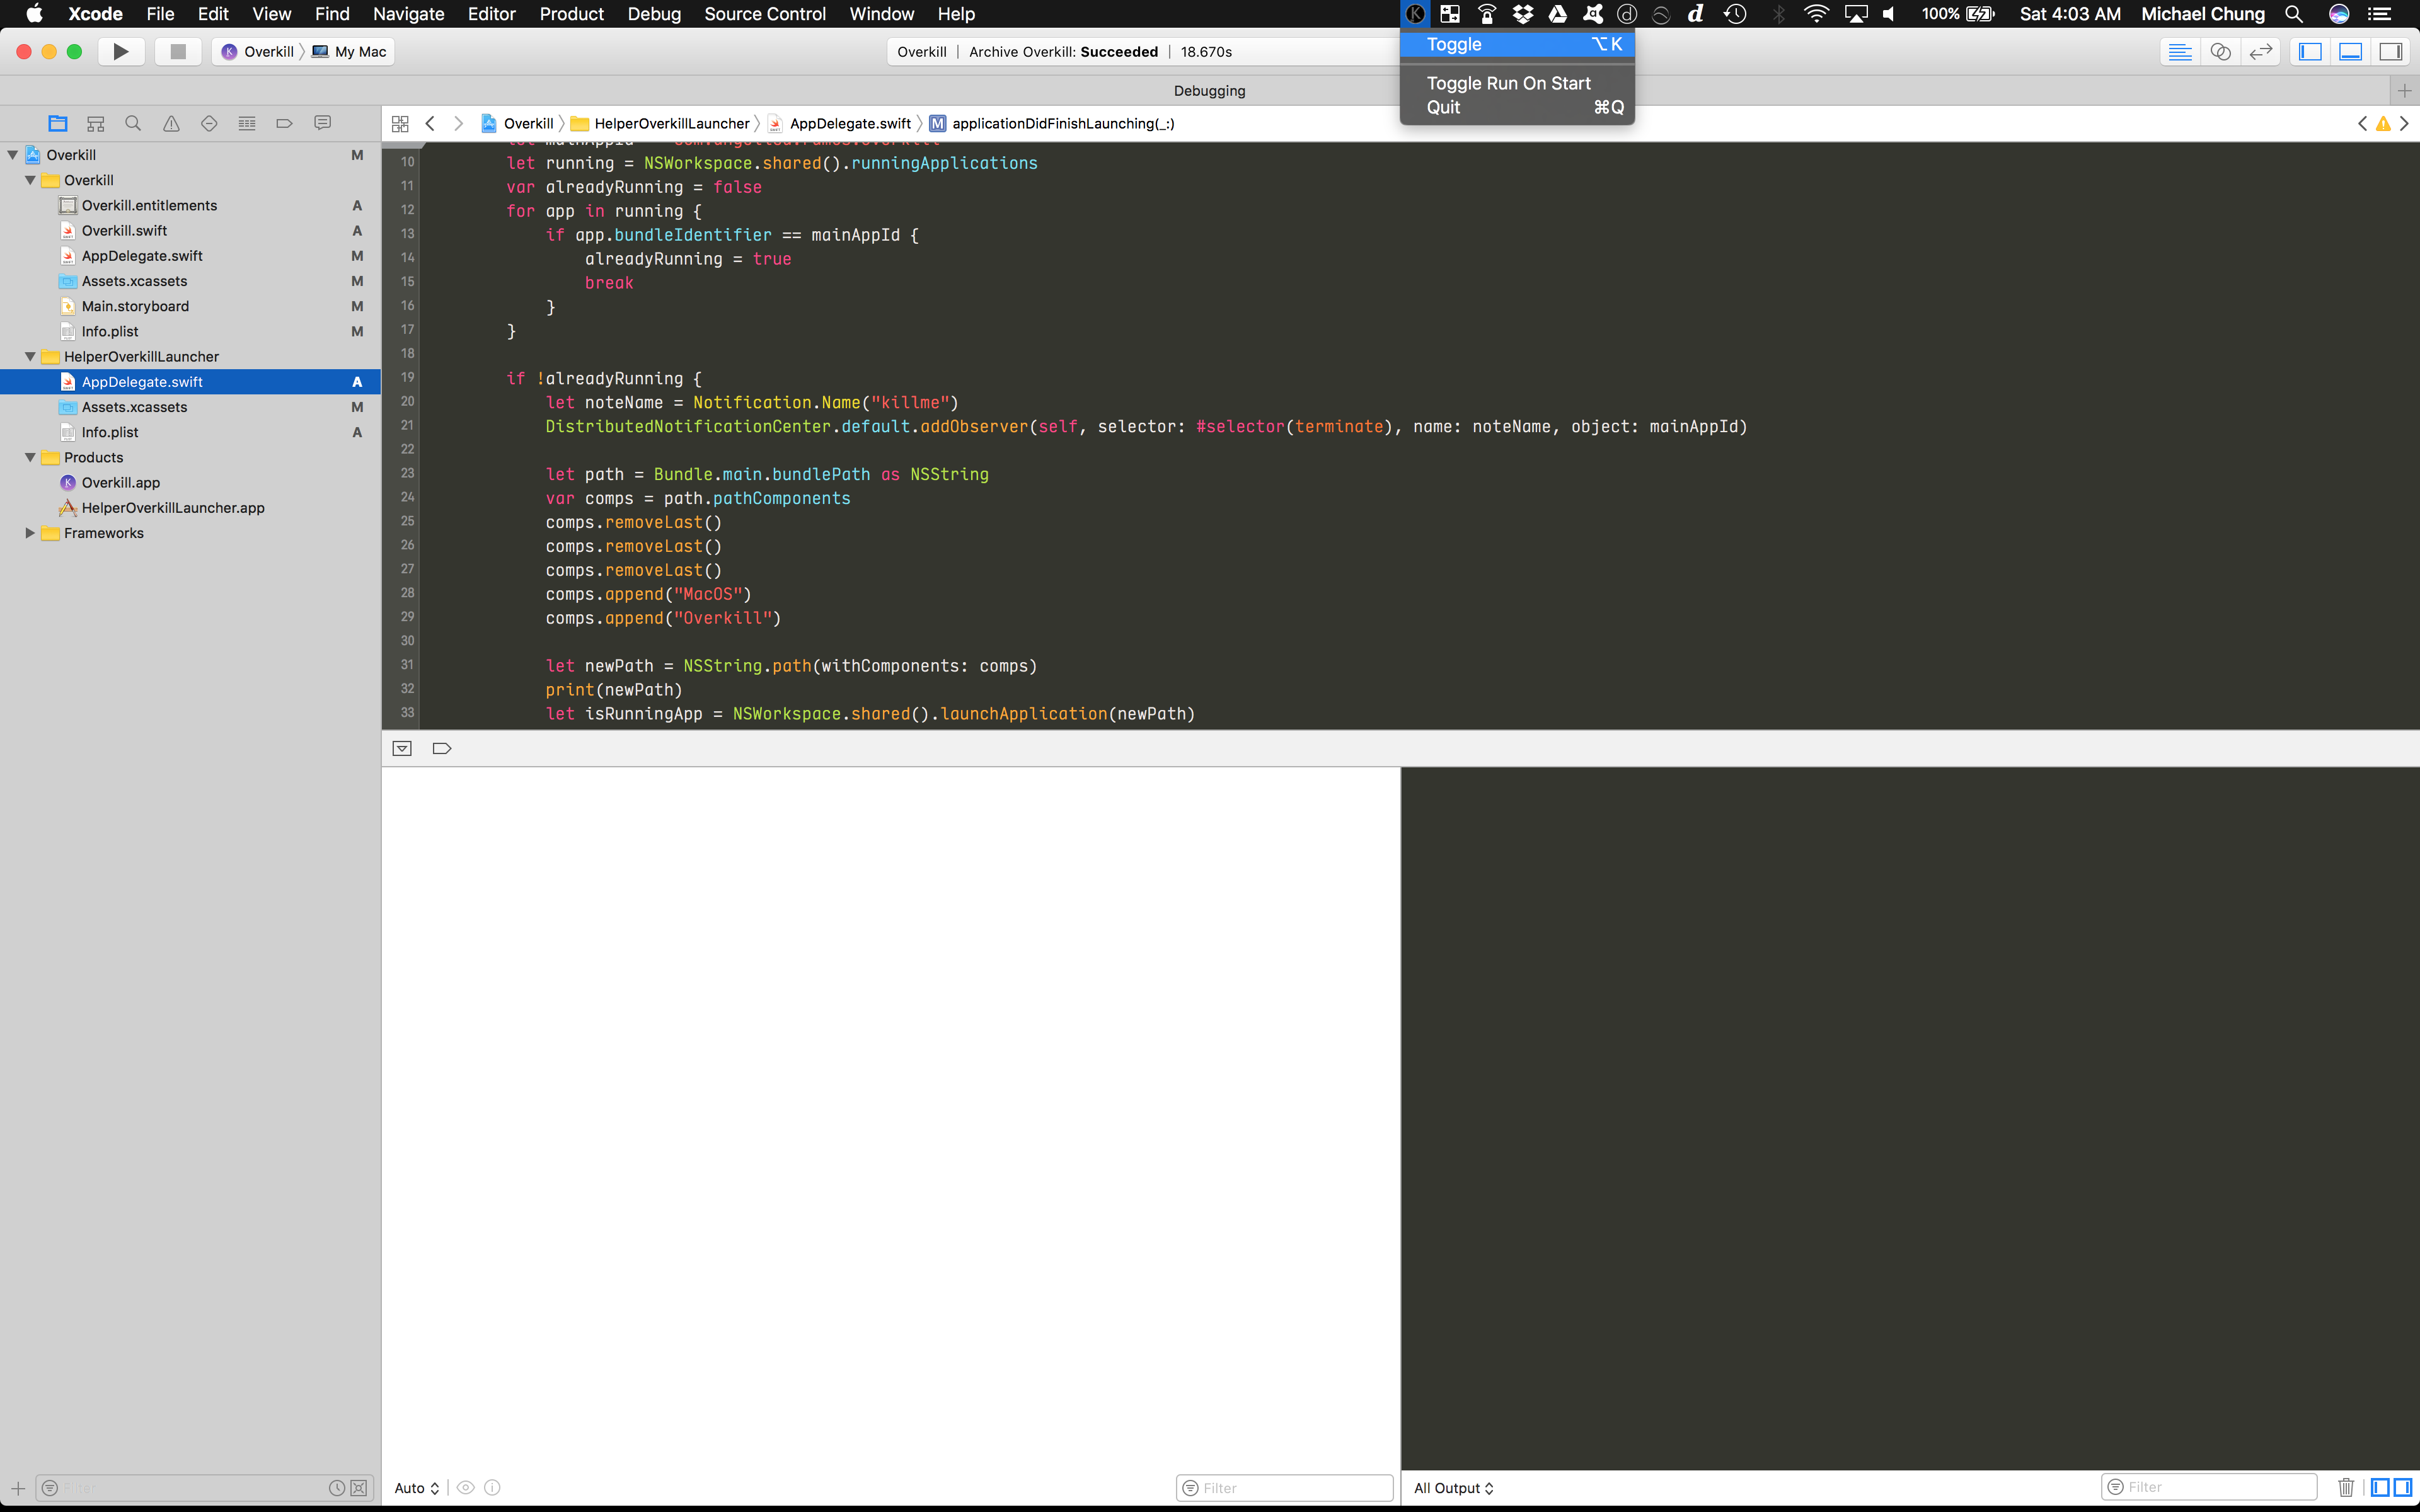 Xcode File Edit View Find Navigate Editor Product Debug Source Control Window Help
K d d 100% Sat 4:03 AM Michael Chung
Toggle ⌥K
Toggle Run On Start
Quit ⌘Q
K Overkill My Mac
Overkill | Archive Overkill: Succeeded | 18.670s
Debugging
Overkill HelperOverkillLauncher AppDelegate.swift M applicationDidFinishLaunching(_:)
Overkill M
Overkill
Overkill.entitlements A
Overkill.swift A
AppDelegate.swift M
Assets.xcassets M
Main.storyboard M
Info.plist M
HelperOverkillLauncher
AppDelegate.swift A
Assets.xcassets M
Info.plist A
Products
K Overkill.app
HelperOverkillLauncher.app
Frameworks
10 let running = NSWorkspace.shared().runningApplications
11 var alreadyRunning = false
12 for app in running {
13 if app.bundleIdentifier == mainAppId {
14 alreadyRunning = true
15 break
16 }
17 }
18
19 if !alreadyRunning {
20 let noteName = Notification.Name("killme")
21 DistributedNotificationCenter.default.addObserver(self, selector: #selector(terminate), name: noteName, object: mainAppId)
22
23 let path = Bundle.main.bundlePath as NSString
24 var comps = path.pathComponents
25 comps.removeLast()
26 comps.removeLast()
27 comps.removeLast()
28 comps.append("MacOS")
29 comps.append("Overkill")
30
31 let newPath = NSString.path(withComponents: comps)
32 print(newPath)
33 let isRunningApp = NSWorkspace.shared().launchApplication(newPath)
Filter
Auto
Filter
All Output
Filter